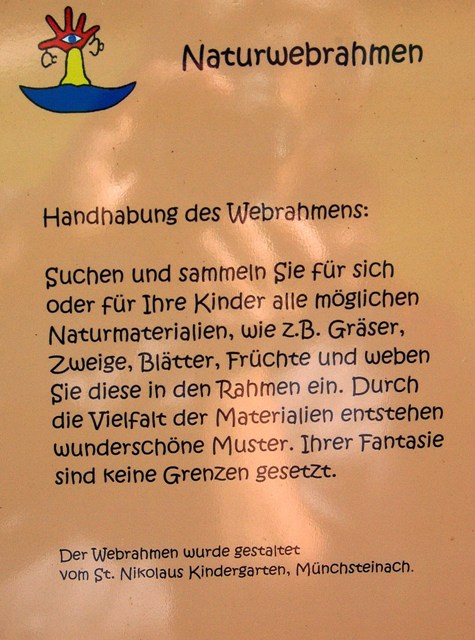 Naturwebrahmen
Handhabung des Webrahmens:
Suchen und sammeln Sie für sich
oder für Ihre Kinder alle möglichen
Naturmaterialien, wie z.B. Gräser,
Zweige, Blätter, Früchte und weben
Sie diese in den Rahmen ein. Durch
die Vielfalt der Materialien entstehen
wunderschöne Muster. Ihrer Fantasie
sind keine Grenzen gesetzt.
Der Webrahmen wurde gestaltet
vom St. Nikolaus Kindergarten, Münchsteinach.